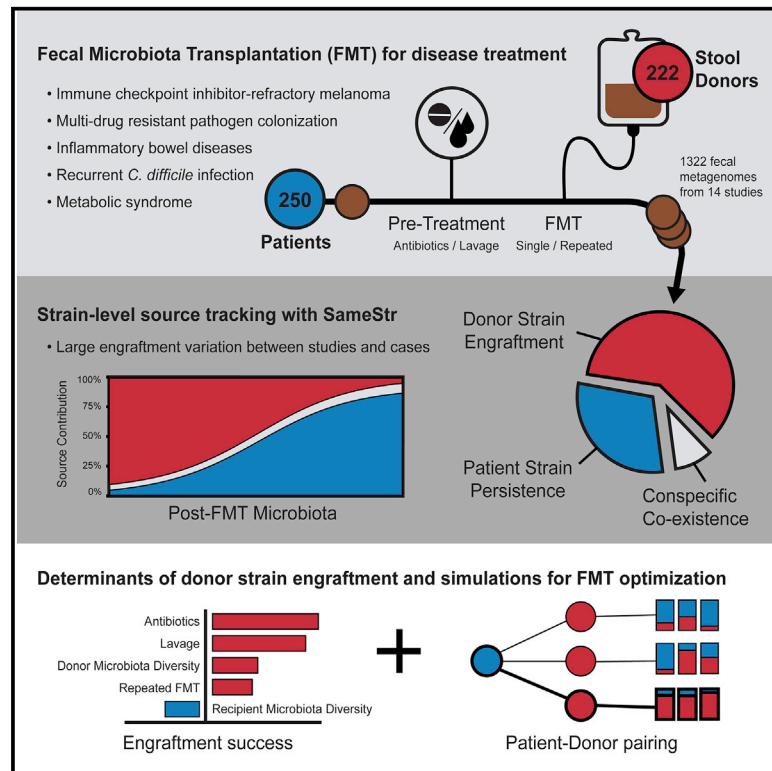 Fecal Microbiota Transplantation (FMT) for disease treatment
• Immune checkpoint inhibitor-refractory melanoma
• Multi-drug resistant pathogen colonization
• Inflammatory bowel diseases
• Recurrent C. difficile infection
• Metabolic syndrome
222
Stool
Donors
250
Patients
Pre-Treatment
Antibiotics / Lavage
FMT
Single / Repeated
1322 fecal
metagenomes
from 14 studies
Strain-level source tracking with SameStr
• Large engraftment variation between studies and cases
Source Contribution
100%
75%
50%
25%
0%
Post-FMT Microbiota
Donor Strain
Engraftment
Patient Strain
Persistence
Conspecific
Co-existence
Determinants of donor strain engraftment and simulations for FMT optimization
Antibiotics
Lavage
Donor Microbiota Diversity
Repeated FMT
Recipient Microbiota Diversity
Engraftment success
+
Patient-Donor pairing